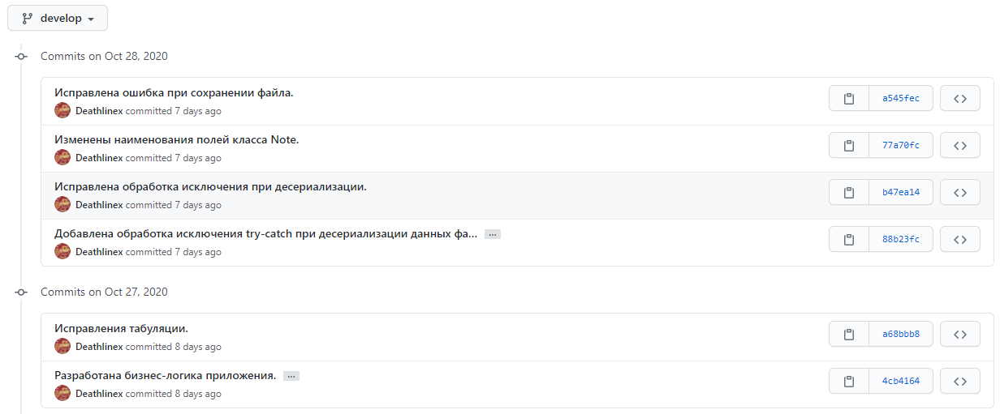 develop
Commits on Oct 28, 2020
Исправлена ошибка при сохранении файла.
Deathlinex committed 7 days ago
a545fec
Изменены наименования полей класса Note.
Deathlinex committed 7 days ago
77a70fc
Исправлена обработка исключения при десериализации.
Deathlinex committed 7 days ago
b47ea14
Добавлена обработка исключения try-catch при десериализации данных фа... ...
Deathlinex committed 7 days ago
88b23fc
Commits on Oct 27, 2020
Исправления табуляции.
Deathlinex committed 8 days ago
a68bbb8
Разработана бизнес-логика приложения. ...
Deathlinex committed 8 days ago
4cb4164